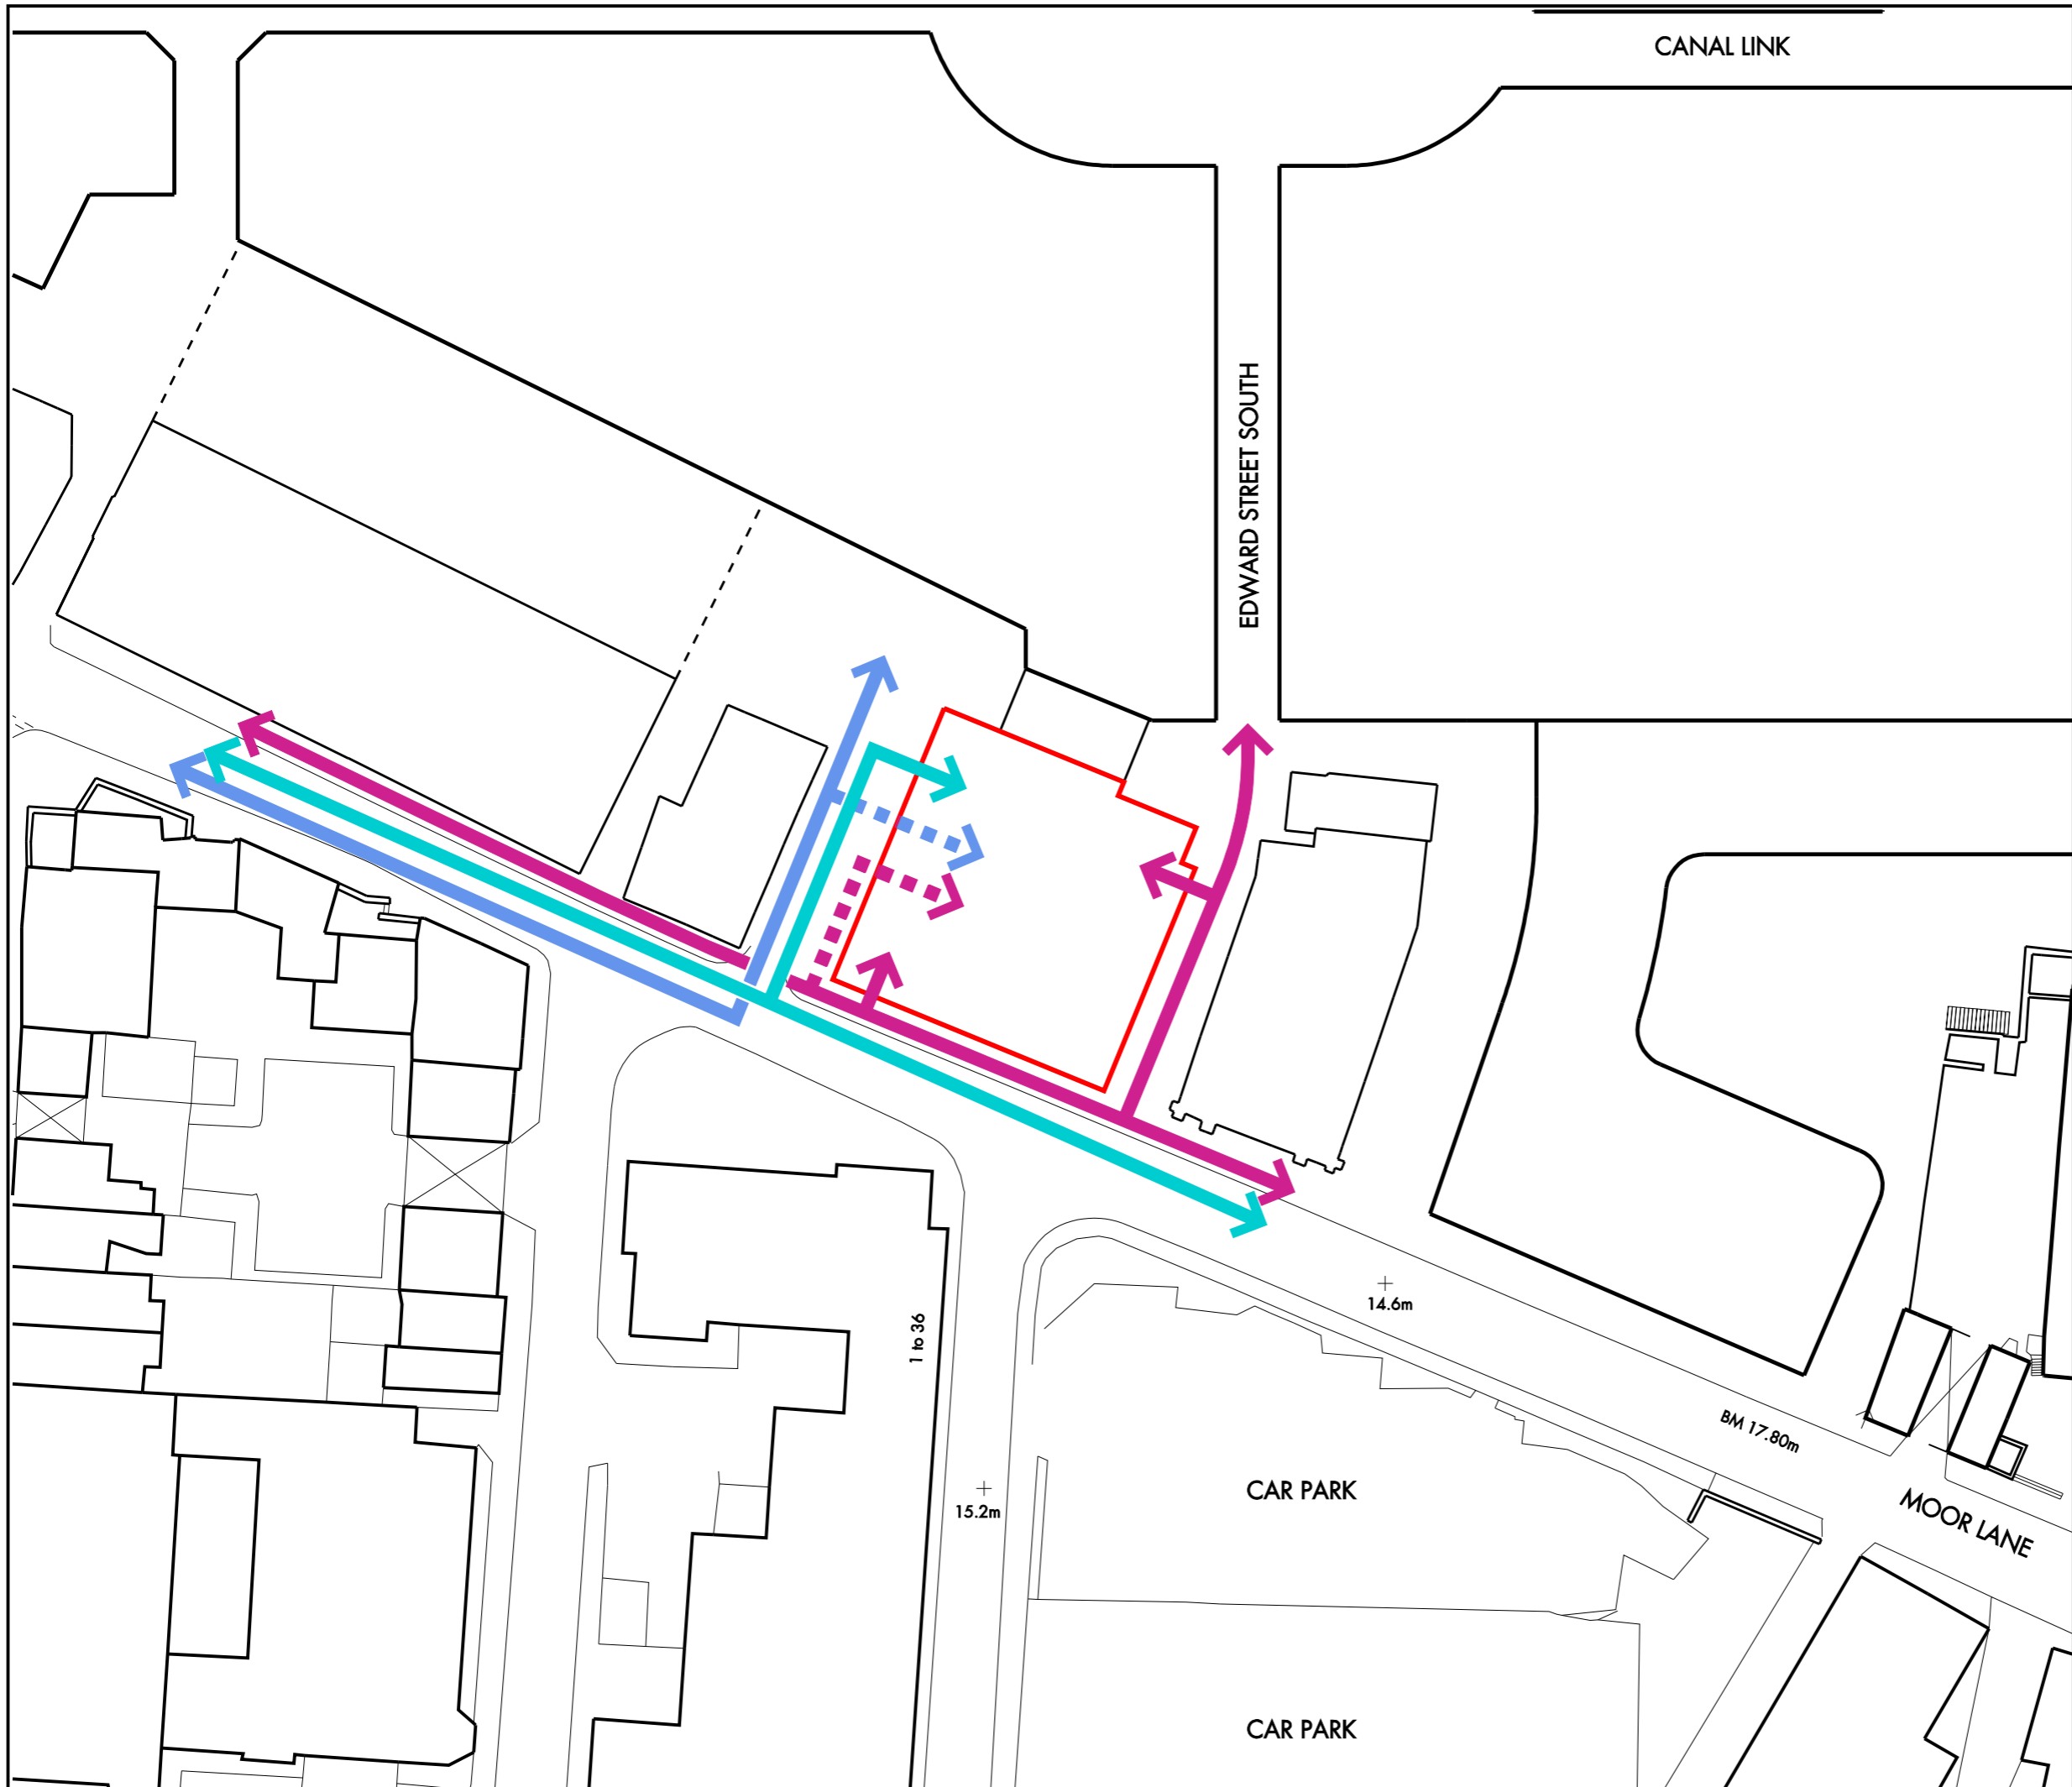 CANAL LINK
EDWARD STREET SOUTH
14.6m
1 to 36
BM 17.80m
CAR PARK
15.2m
MOOR LANE
CAR PARK